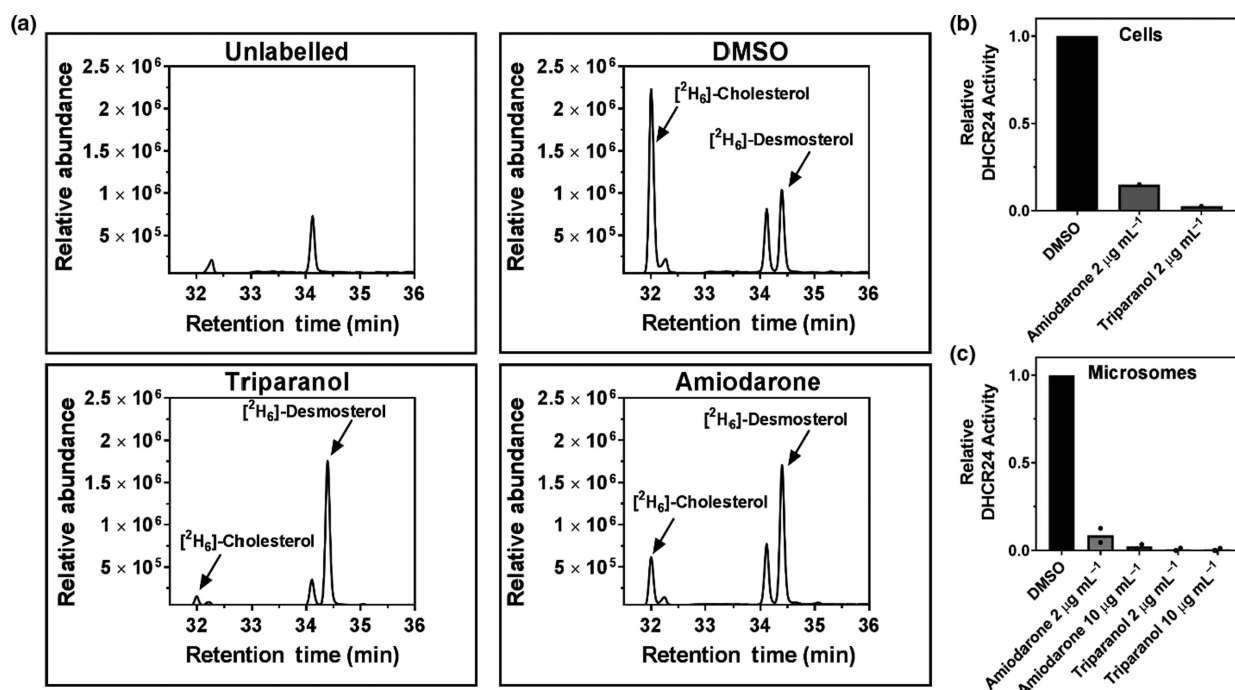 (a)
Unlabelled
Relative abundance
2.5 × 10⁶
2 × 10⁶
1.5 × 10⁶
1 × 10⁶
5 × 10⁵
32 33 34 35 36
Retention time (min)
DMSO
Relative abundance
2.5 × 10⁶
2 × 10⁶
1.5 × 10⁶
1 × 10⁶
5 × 10⁵
[²H₆]-Cholesterol
[²H₆]-Desmosterol
32 33 34 35 36
Retention time (min)
Triparanol
Relative abundance
2.5 × 10⁶
2 × 10⁶
1.5 × 10⁶
1 × 10⁶
5 × 10⁵
[²H₆]-Desmosterol
[²H₆]-Cholesterol
32 33 34 35 36
Retention time (min)
Amiodarone
Relative abundance
2.5 × 10⁶
2 × 10⁶
1.5 × 10⁶
1 × 10⁶
5 × 10⁵
[²H₆]-Desmosterol
[²H₆]-Cholesterol
32 33 34 35 36
Retention time (min)
(b)
Cells
Relative
DHCR24 Activity
1.0
0.5
0.0
DMSO
Amiodarone 2 µg mL⁻¹
Triparanol 2 µg mL⁻¹
(c)
Microsomes
Relative
DHCR24 Activity
1.0
0.5
0.0
DMSO
Amiodarone 2 µg mL⁻¹
Amiodarone 10 µg mL⁻¹
Triparanol 2 µg mL⁻¹
Triparanol 10 µg mL⁻¹